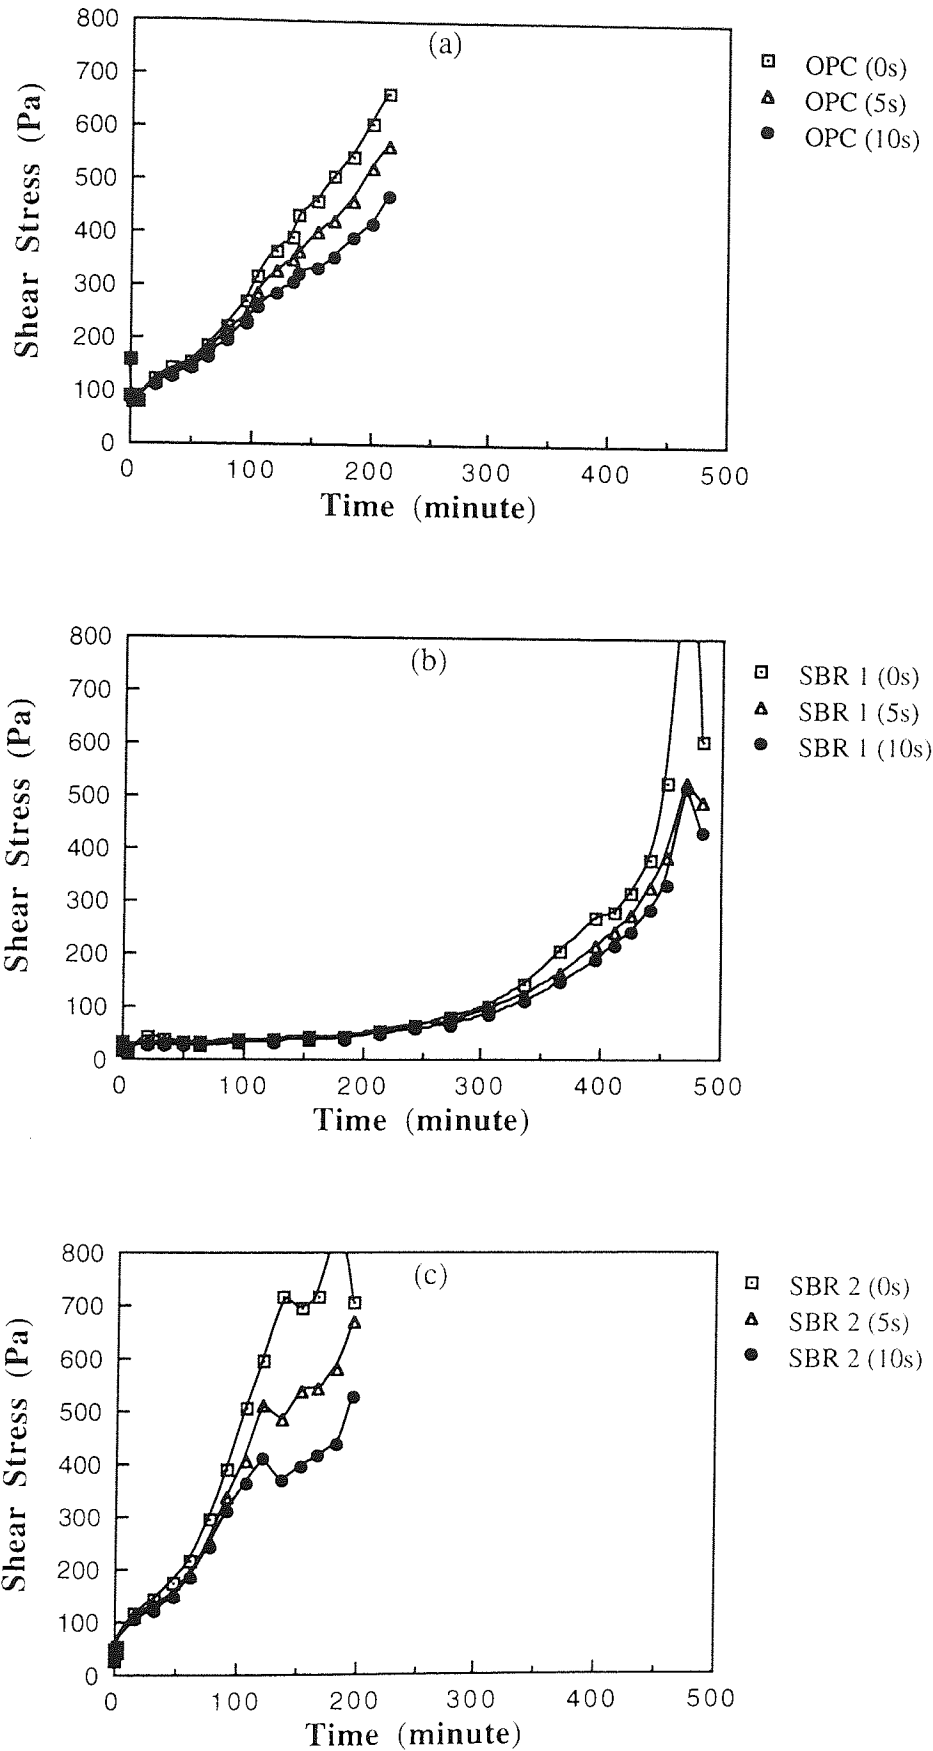 (a)
800
700
600
500
400
300
200
100
0
Shear Stress (Pa)
0 100 200 300 400 500
Time (minute)
OPC (0s)
OPC (5s)
OPC (10s)
(b)
800
700
600
500
400
300
200
100
0
Shear Stress (Pa)
0 100 200 300 400 500
Time (minute)
SBR 1 (0s)
SBR 1 (5s)
SBR 1 (10s)
(c)
800
700
600
500
400
300
200
100
0
Shear Stress (Pa)
0 100 200 300 400 500
Time (minute)
SBR 2 (0s)
SBR 2 (5s)
SBR 2 (10s)